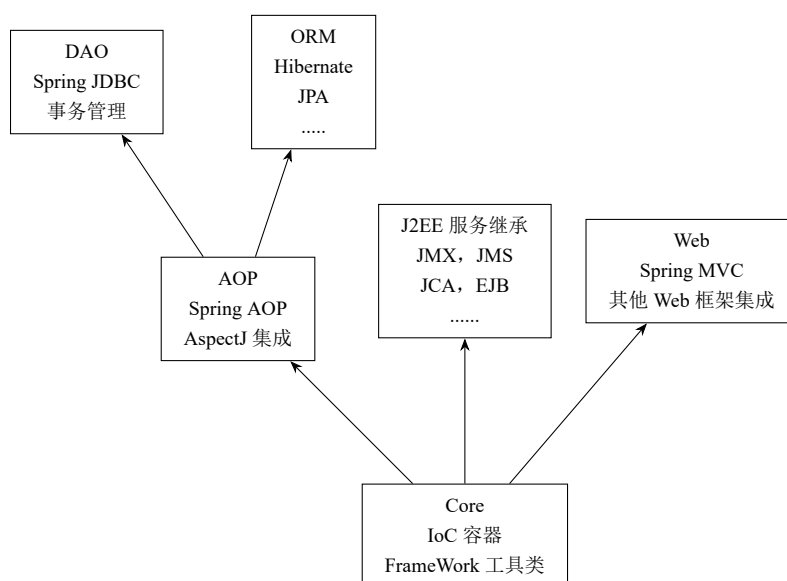 DAO
Spring JDBC
事务管理
ORM
Hibernate
JPA
.....
J2EE 服务继承
JMX，JMS
JCA，EJB
......
Web
Spring MVC
其他 Web 框架集成
AOP
Spring AOP
AspectJ 集成
Core
IoC 容器
FrameWork 工具类